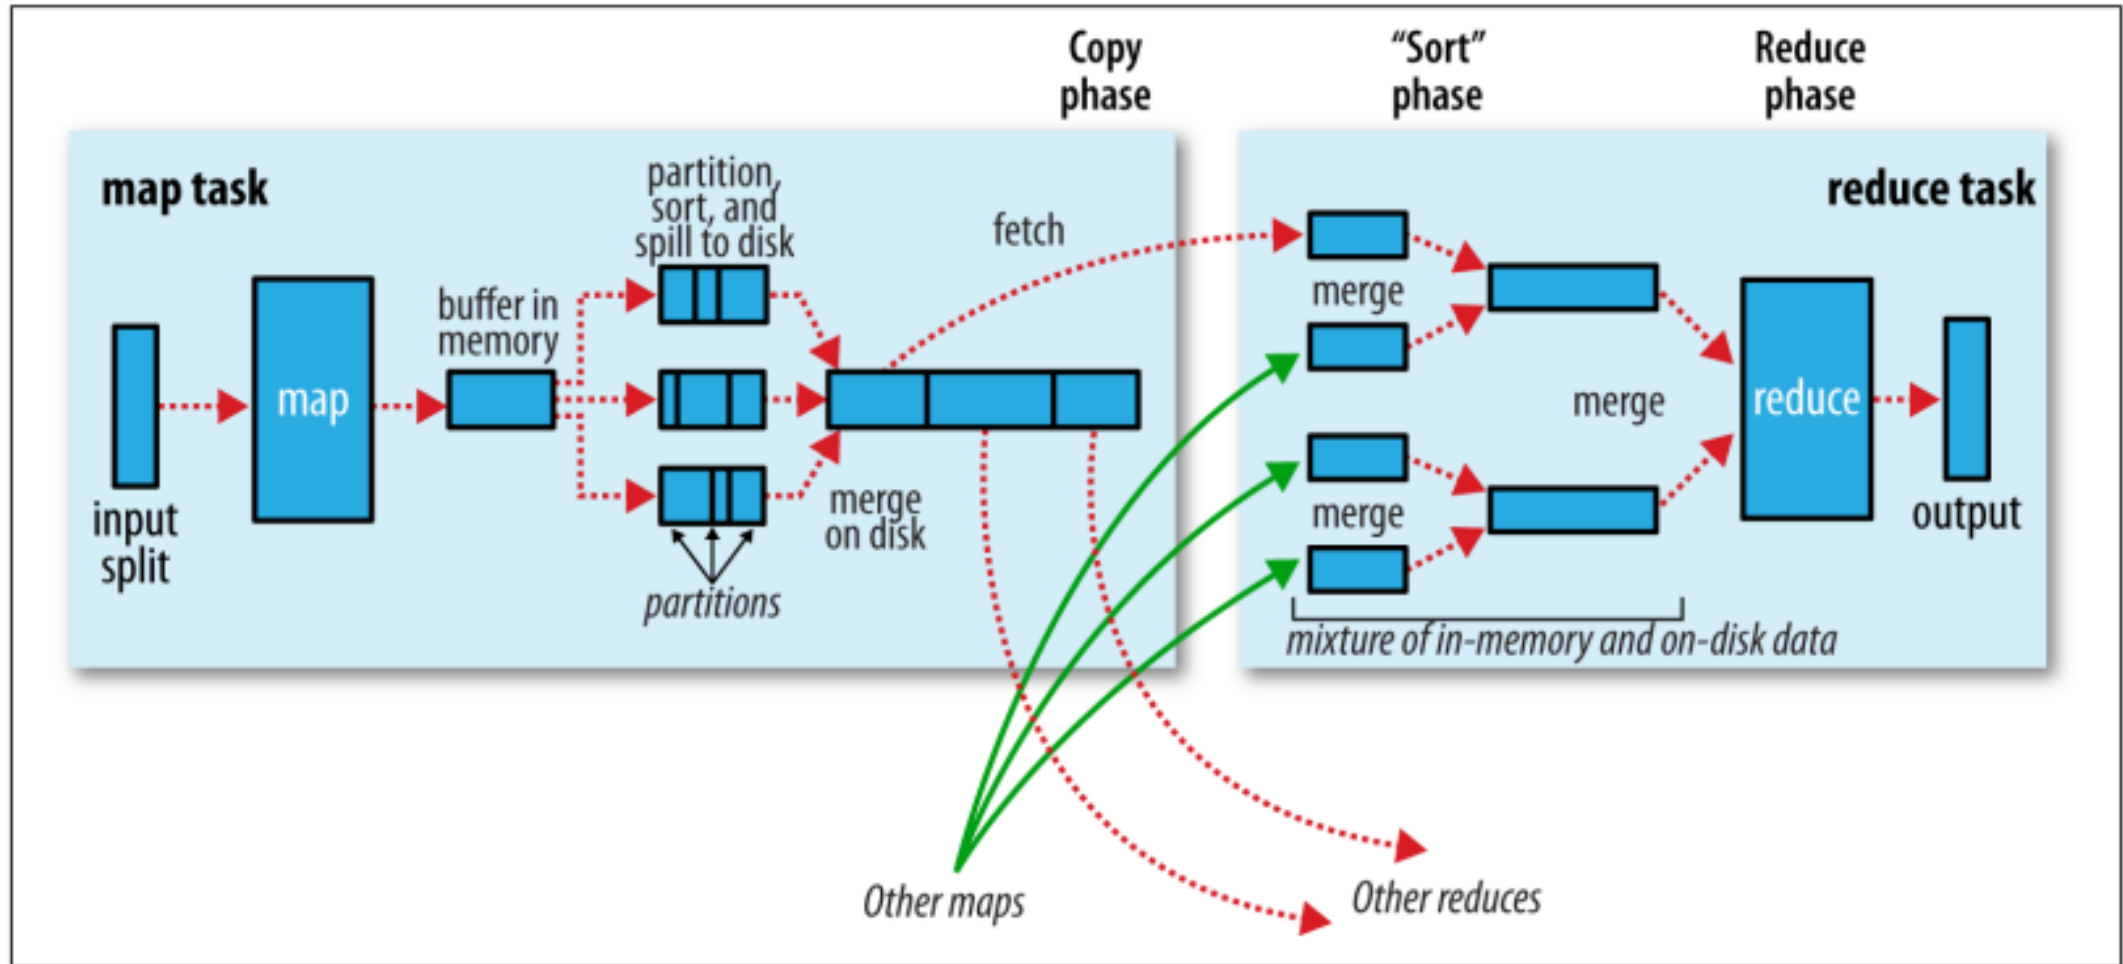 Copy
phase
“Sort”
phase
Reduce
phase
map task
partition,
sort, and
spill to disk
fetch
reduce task
buffer in
memory
merge
map
merge
reduce
input
split
merge
on disk
merge
output
partitions
mixture of in-memory and on-disk data
Other maps
Other reduces